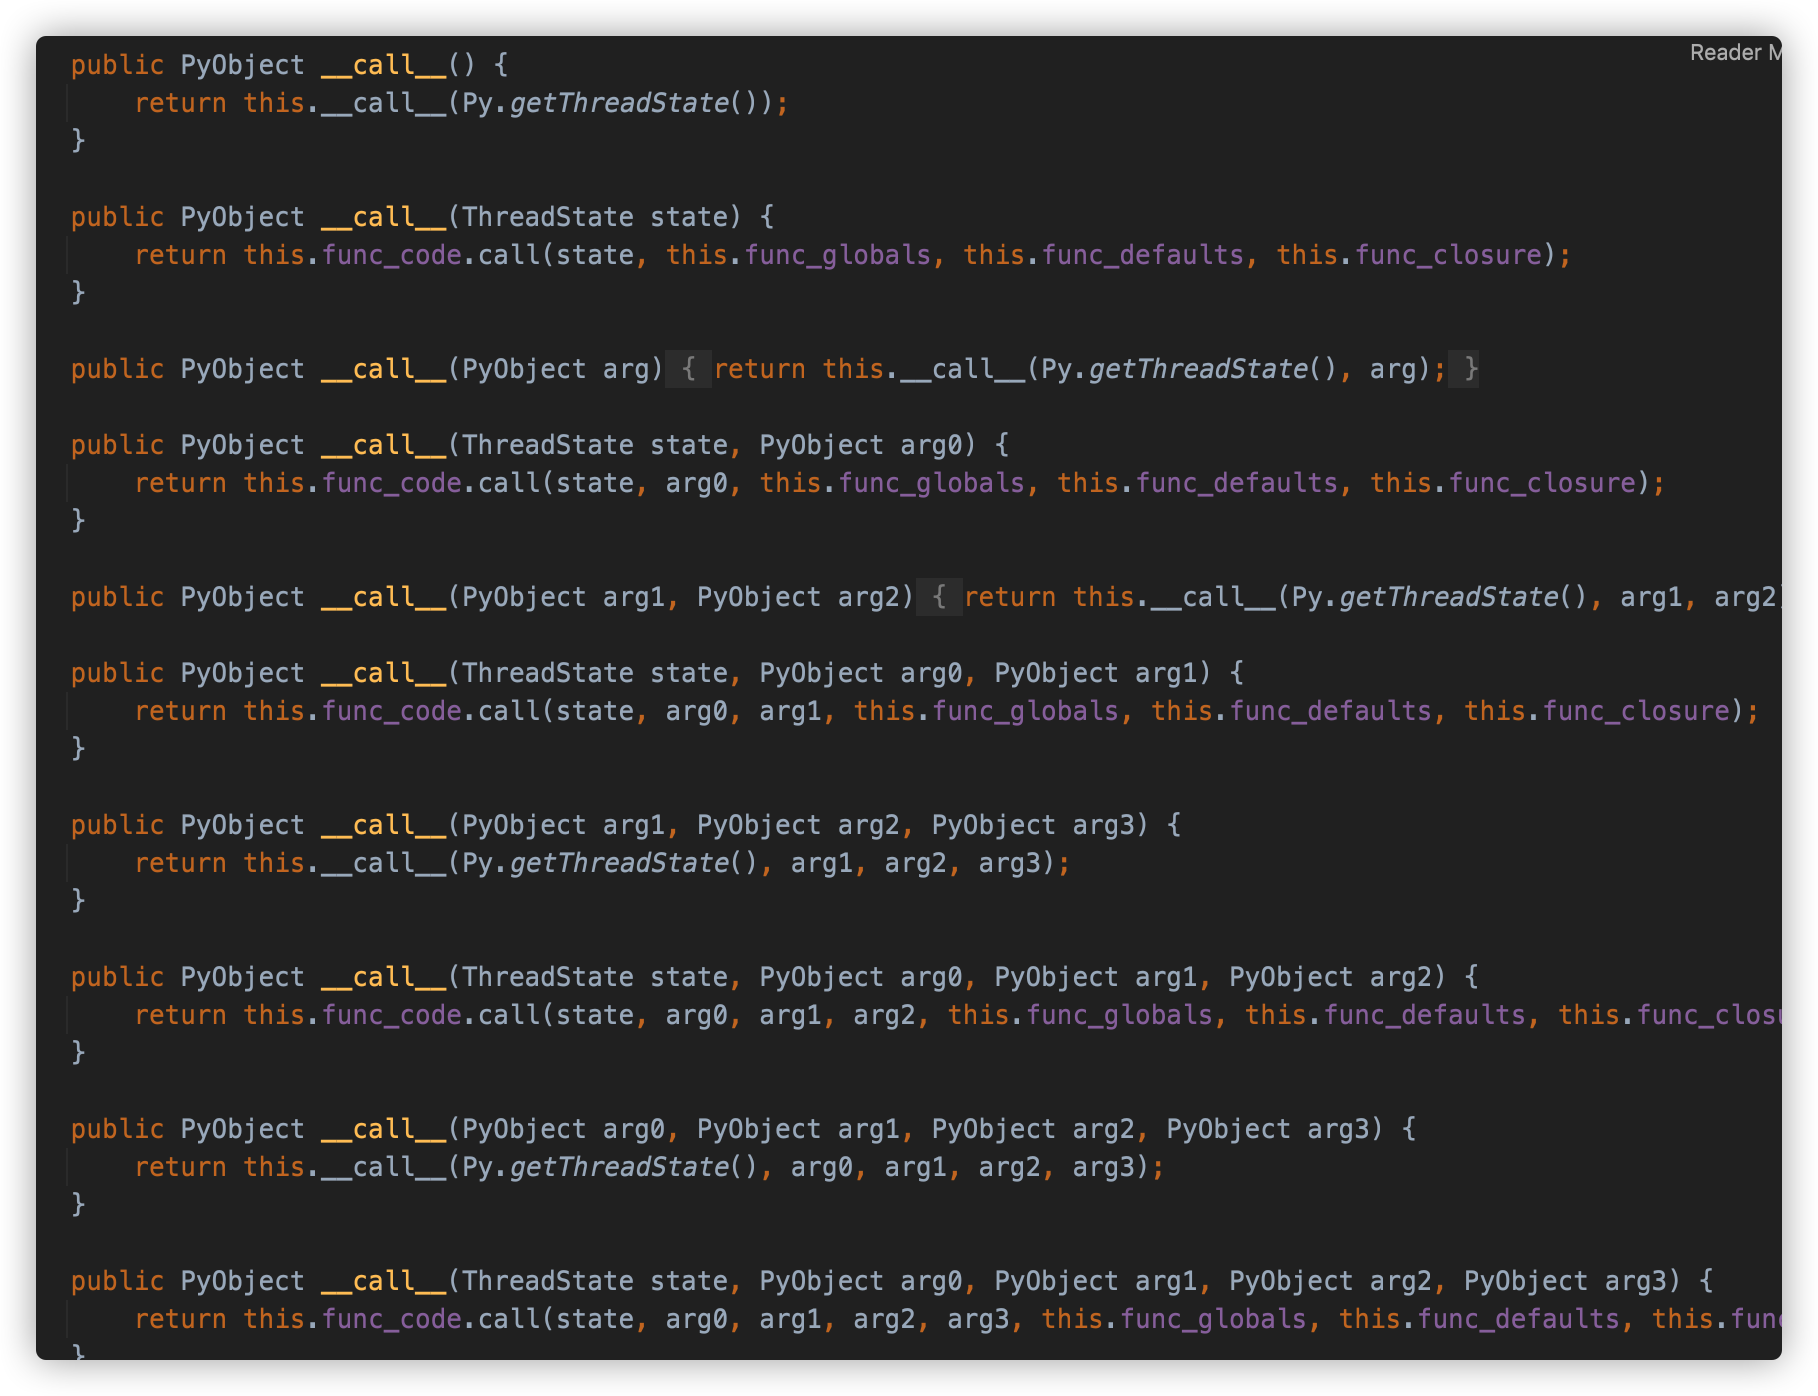 Reader
public PyObject __call__() {
    return this.__call__(Py.getThreadState());
}
public PyObject __call__(ThreadState state) {
    return this.func_code.call(state, this.func_globals, this.func_defaults, this.func_closure);
}
public PyObject __call__(PyObject arg) { return this.__call__(Py.getThreadState(), arg); }
public PyObject __call__(ThreadState state, PyObject arg0) {
    return this.func_code.call(state, arg0, this.func_globals, this.func_defaults, this.func_closure);
}
public PyObject __call__(PyObject arg1, PyObject arg2) { return this.__call__(Py.getThreadState(), arg1, arg2)
public PyObject __call__(ThreadState state, PyObject arg0, PyObject arg1) {
    return this.func_code.call(state, arg0, arg1, this.func_globals, this.func_defaults, this.func_closure);
}
public PyObject __call__(PyObject arg1, PyObject arg2, PyObject arg3) {
    return this.__call__(Py.getThreadState(), arg1, arg2, arg3);
}
public PyObject __call__(ThreadState state, PyObject arg0, PyObject arg1, PyObject arg2) {
    return this.func_code.call(state, arg0, arg1, arg2, this.func_globals, this.func_defaults, this.func_clos
}
public PyObject __call__(PyObject arg0, PyObject arg1, PyObject arg2, PyObject arg3) {
    return this.__call__(Py.getThreadState(), arg0, arg1, arg2, arg3);
}
public PyObject __call__(ThreadState state, PyObject arg0, PyObject arg1, PyObject arg2, PyObject arg3) {
    return this.func_code.call(state, arg0, arg1, arg2, arg3, this.func_globals, this.func_defaults, this.fun
}